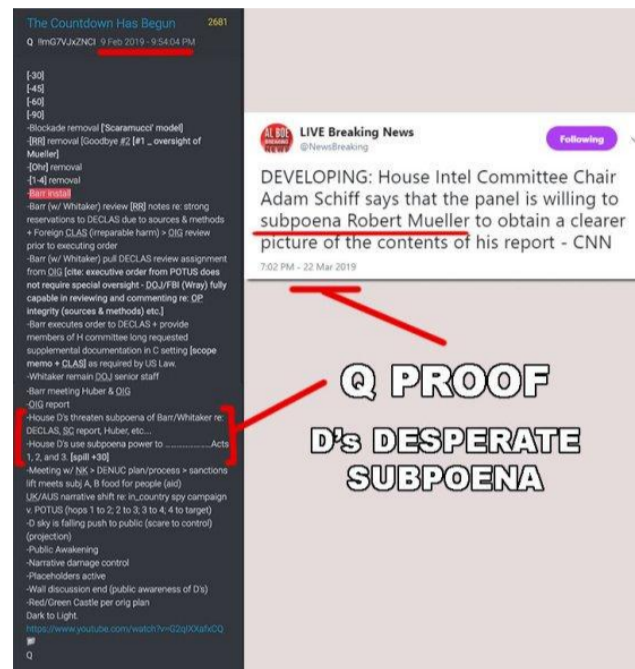 The Countdown Has Begun 2681
Q !!mG7VJxZNCI 9 Feb 2019 - 9:54:04 PM
[-30]
[-45]
[-60]
[-90]
-Blockade removal ['Scaramucci' model]
-[RR] removal [Goodbye #2 [#1 _ oversight of
Mueller]
-[Ohr] removal
-[1-4] removal
-Barr install
-Barr (w/ Whitaker) review [RR] notes re: strong
reservations to DECLAS due to sources & methods
+ Foreign CLAS (irreparable harm) > OIG review
prior to executing order
-Barr (w/ Whitaker) pull DECLAS review assignment
from OIG [cite: executive order from POTUS does
not require special oversight - DOJ/FBI (Wray) fully
capable in reviewing and commenting re: OP
integrity (sources & methods) etc.]
-Barr executes order to DECLAS + provide
members of H committee long requested
supplemental documentation in C setting [scope
memo + CLAS] as required by US Law.
-Whitaker remain DOJ senior staff
-Barr meeting Huber & OIG
-OIG report
-House D's threaten subpoena of Barr/Whitaker re:
DECLAS, SC report, Huber, etc...
-House D's use subpoena power to ........................Acts
1, 2, and 3. [spill +30]
-Meeting w/ NK > DENUC plan/process > sanctions
lift meets subj A, B food for people (aid)
UK/AUS narrative shift re: in_country spy campaign
v. POTUS (hops 1 to 2; 2 to 3; 3 to 4; 4 to target)
-D sky is falling push to public (scare to control)
(projection)
-Public Awakening
-Narrative damage control
-Placeholders active
-Wall discussion end (public awareness of D's)
-Red/Green Castle per orig plan
Dark to Light.
https://www.youtube.com/watch?v=G2qIXXafxCQ
Q
LIVE Breaking News
@NewsBreaking
Following
DEVELOPING: House Intel Committee Chair
Adam Schiff says that the panel is willing to
subpoena Robert Mueller to obtain a clearer
picture of the contents of his report - CNN
7:02 PM - 22 Mar 2019
Q PROOF
D's DESPERATE
SUBPOENA